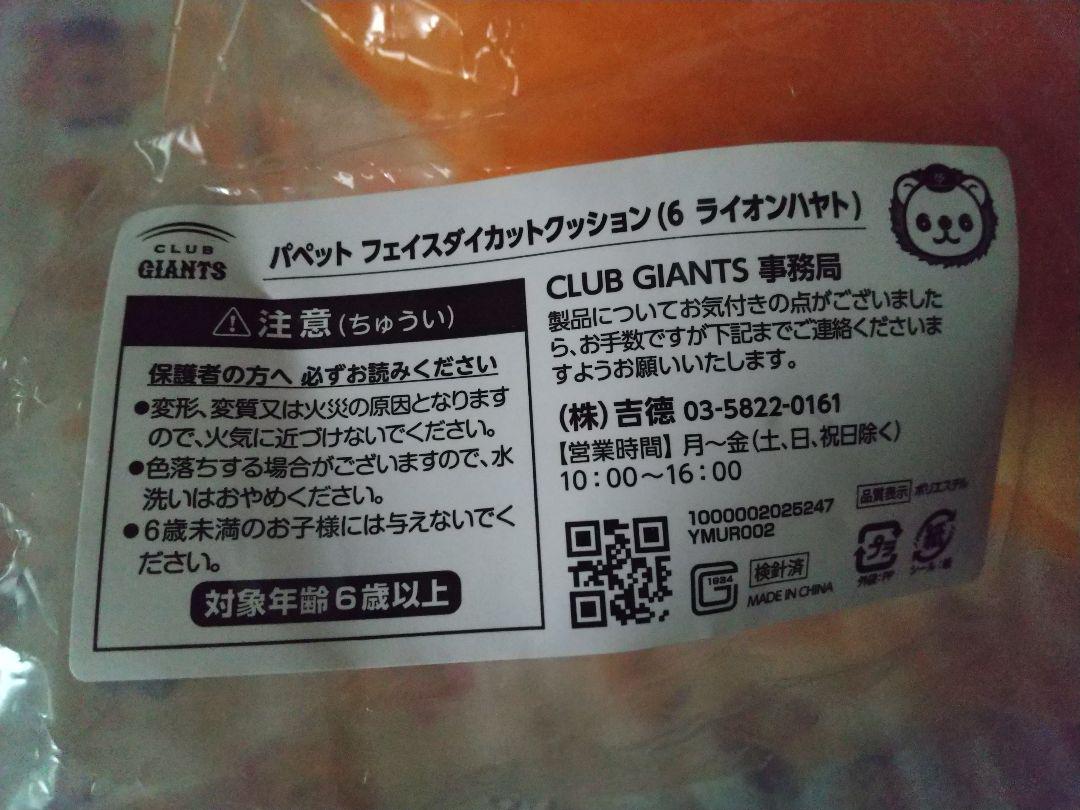 CLUB
GIANTS
パペット フェイスダイカットクッション(6 ライオンハヤト)
⚠注意(ちゅうい)
保護者の方へ 必ずお読みください
●変形、変質又は火災の原因となります
ので、火気に近づけないでください。
●色落ちする場合がございますので、水
洗いはおやめください。
●6歳未満のお子様には与えないでく
ださい。
対象年齢6歳以上
CLUB GIANTS 事務局
製品についてお気付きの点がございました
ら、お手数ですが下記までご連絡くださいま
すようお願いいたします。
(株)吉德 03-5822-0161
【営業時間】月~金(土、日、祝日除く)
10:00~16:00
1000002025247
YMUR002
G 1934
検針済
MADE IN CHINA
品質表示 ポリエステル
プラ
外袋:PP
紙
シール:紙